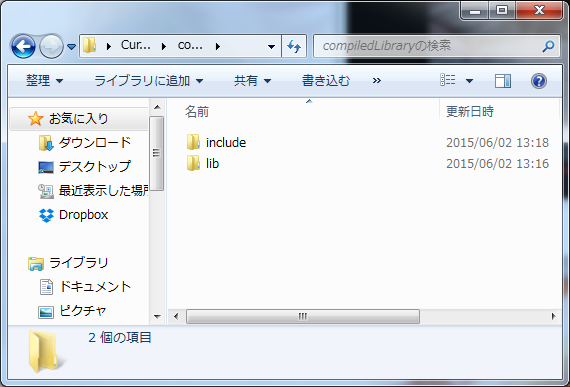 Cur... co...
compiledLibraryの検索
整理 ライブラリに追加 共有 書き込む »
名前 更新日時
お気に入り
ダウンロード
デスクトップ
最近表示した場所
Dropbox
ライブラリ
ドキュメント
ピクチャ
include 2015/06/02 13:18
lib 2015/06/02 13:16
2 個の項目